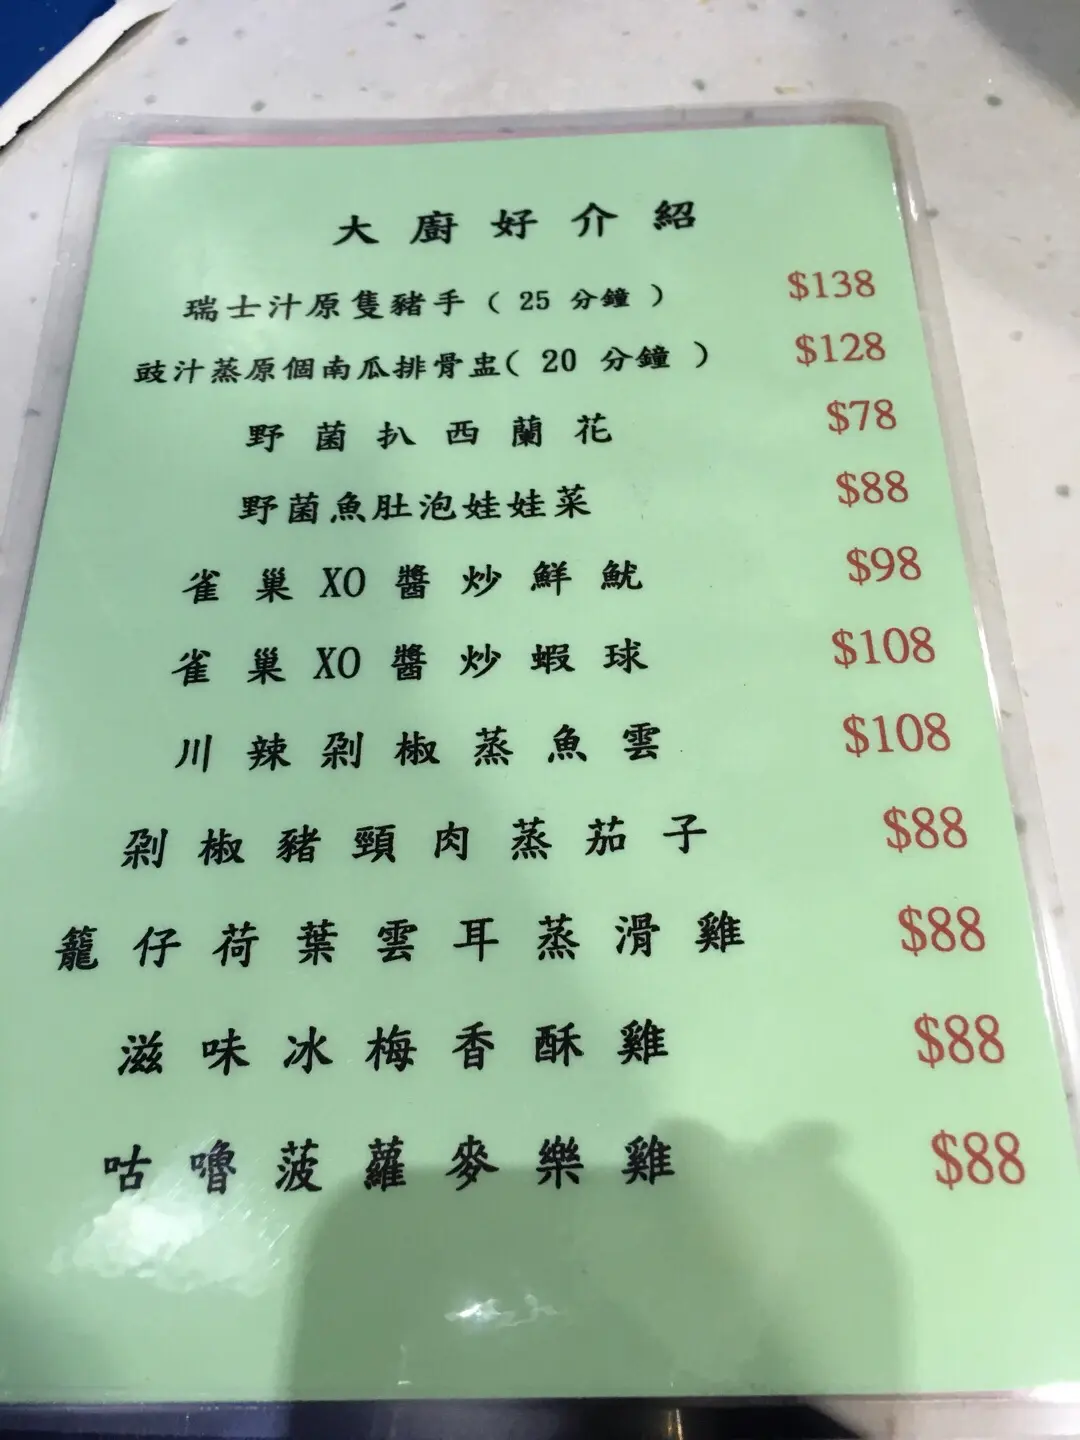 大廚好介紹
瑞士汁原隻豬手（25 分鐘） $138
豉汁蒸原個南瓜排骨盅（20 分鐘） $128
野菌扒西蘭花 $78
野菌魚肚泡娃娃菜 $88
雀巢XO醬炒鮮魷 $98
雀巢XO醬炒蝦球 $108
川辣剁椒蒸魚雲 $108
剁椒豬頸肉蒸茄子 $88
籠仔荷葉雲耳蒸滑雞 $88
滋味冰梅香酥雞 $88
咕嚕菠蘿麥樂雞 $88